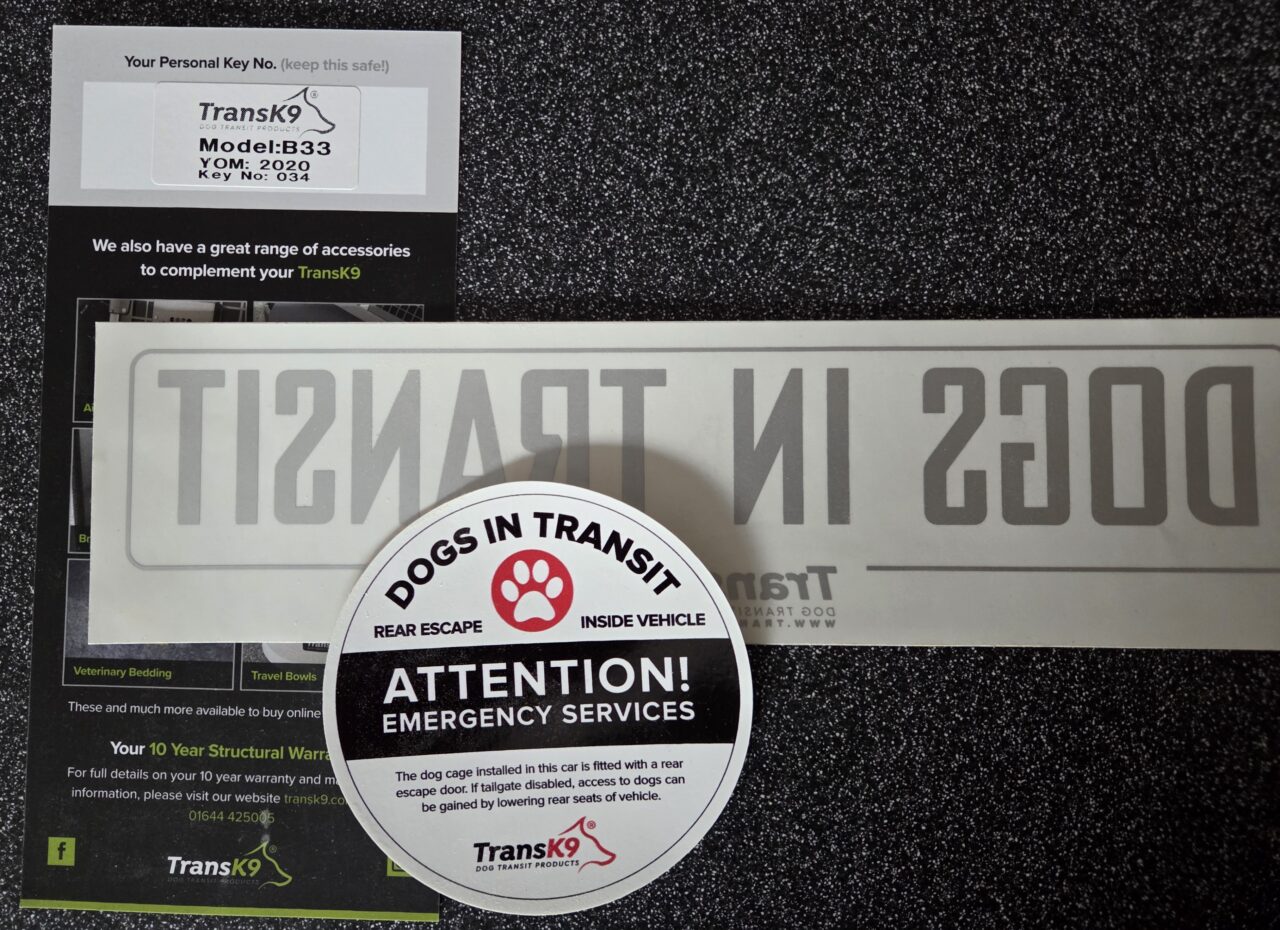 Your Personal Key No. (keep this safe!)
TransK9®
DOG TRANSIT PRODUCTS
Model:B33
YOM: 2020
Key No: 034
We also have a great range of accessories
to complement your TransK9
DOGS IN TRANSIT
DOG
WWW.
Veterinary Bedding
Travel Bowls
These and much more available to buy online
Your 10 Year Structural
For full details on your 10 year warranty and
information, please visit our website
01644 425005
f
TransK9®
DOG TRANSIT PRODUCTS
DOGS IN TRANSIT
REAR ESCAPE
INSIDE VEHICLE
ATTENTION!
EMERGENCY SERVICES
The dog cage installed in this car is fitted with a rear
escape door. If tailgate disabled, access to dogs can
be gained by lowering rear seats of vehicle.
TransK9®
DOG TRANSIT PRODUCTS